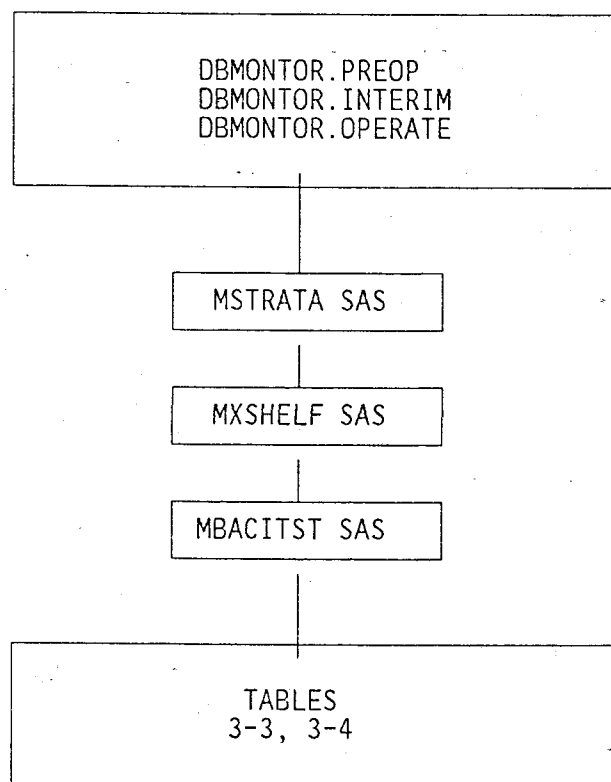 DBMONTOR.PREOP
DBMONTOR.INTERIM
DBMONTOR.OPERATE
MSTRATA SAS
MXSHELF SAS
MBACITST SAS
TABLES
3-3, 3-4